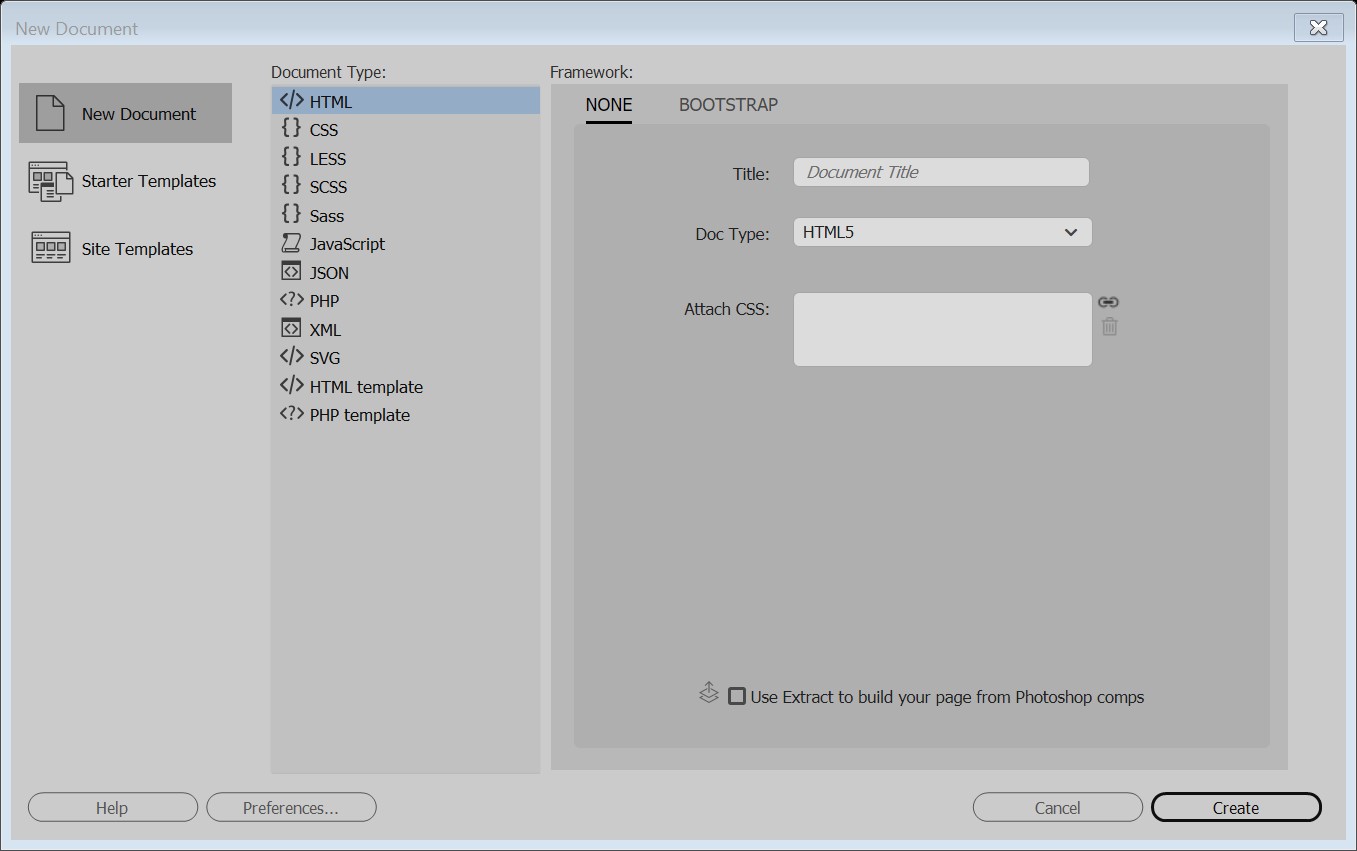 New Document
New Document
Starter Templates
Site Templates
Document Type:
HTML
CSS
LESS
SCSS
Sass
JavaScript
JSON
PHP
XML
SVG
HTML template
PHP template
Framework:
NONE BOOTSTRAP
Title: Document Title
Doc Type: HTML5
Attach CSS:
Use Extract to build your page from Photoshop comps
Help Preferences... Cancel Create